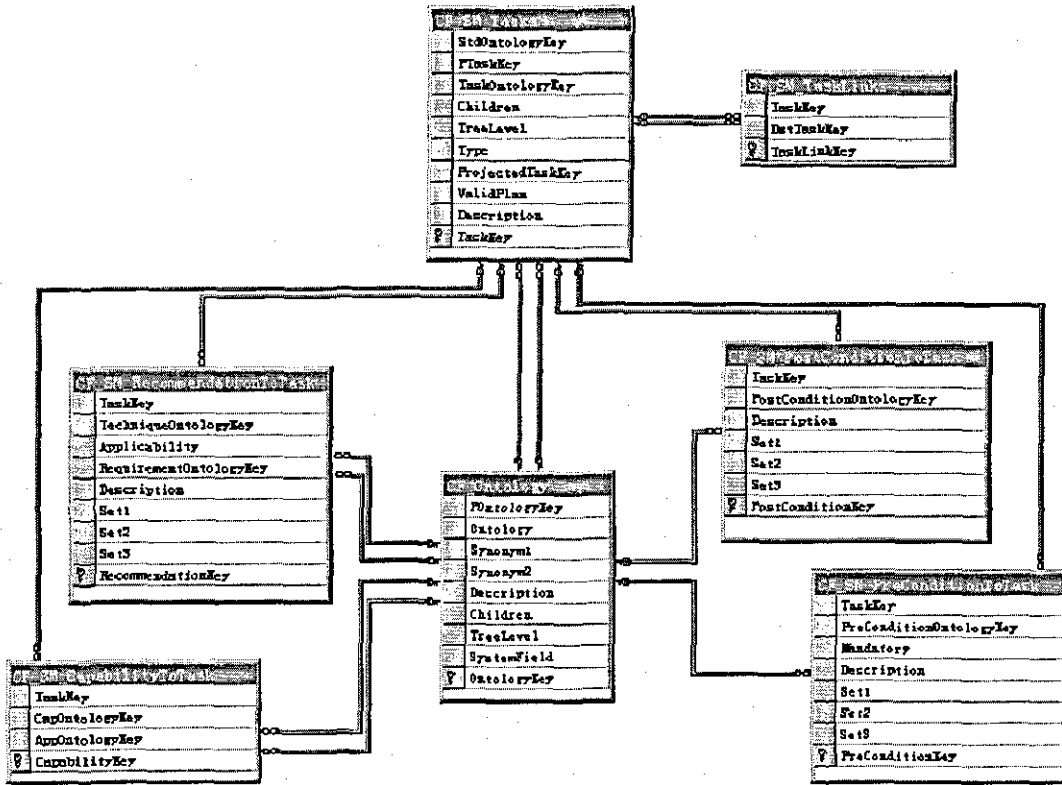 StdOntologyKey
PTaskKey
TaskOntologyKey
Children
TreeLevel
Type
ProjectedTaskKey
ValidPlan
Description
TaskKey
CP_EM_TaskLink
TaskKey
DstTaskKey
TaskLinkKey
TaskKey
TechniqueOntologyKey
Applicability
RequirementOntologyKey
Description
Set1
Set2
Set3
RecommendationKey
TaskKey
PostConditionOntologyKey
Description
Set1
Set2
Set3
PostConditionKey
POntologyKey
Ontology
Synonym1
Synonym2
Description
Children
TreeLevel
SystemField
OntologyKey
TaskKey
PreConditionOntologyKey
Mandatory
Description
Set1
Set2
Set3
PreConditionKey
TaskKey
CapOntologyKey
AppOntologyKey
CapabilityKey